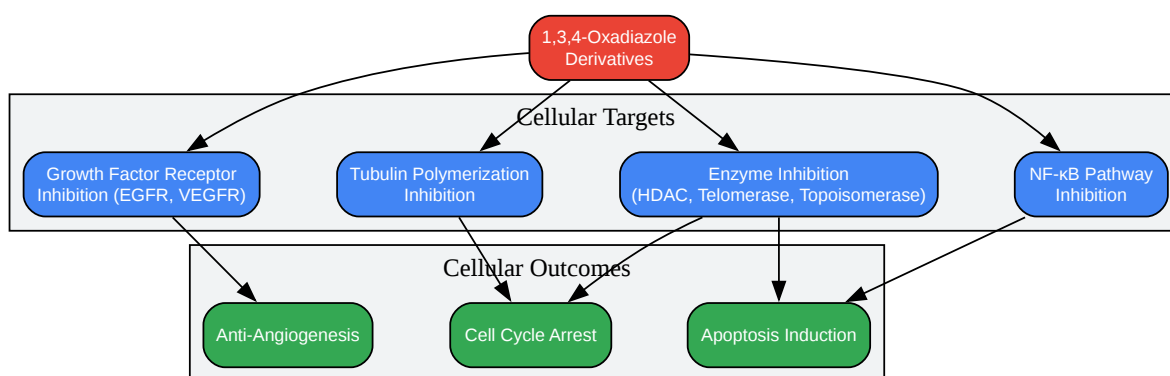 1,3,4-Oxadiazole
Derivatives
Cellular Targets
Growth Factor Receptor
Inhibition (EGFR, VEGFR)
Tubulin Polymerization
Inhibition
Enzyme Inhibition
(HDAC, Telomerase, Topoisomerase)
NF-κB Pathway
Inhibition
Cellular Outcomes
Anti-Angiogenesis
Cell Cycle Arrest
Apoptosis Induction